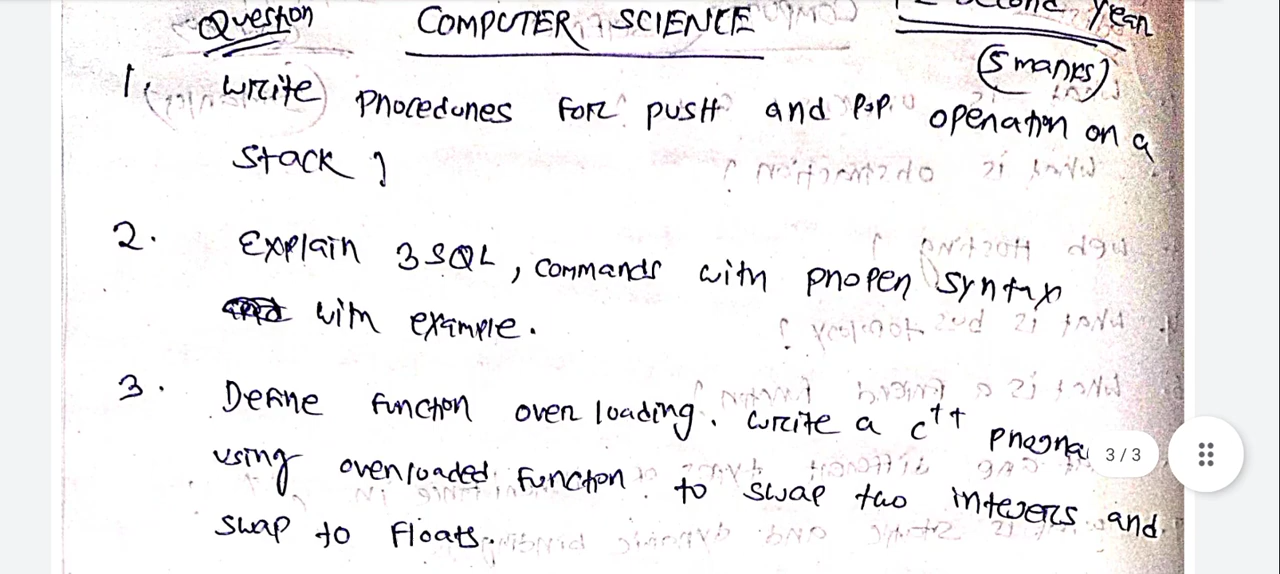 Question COMPUTER SCIENCE Year
(5 marks)
1. Write Procedures for PUSH and POP operation on a
Stack
2. Explain 3 SQL, commands with proper syntax
with example.
3. Define function over loading. Write a C++
using overloaded function to swap two integers and
swap to floats.
3/3